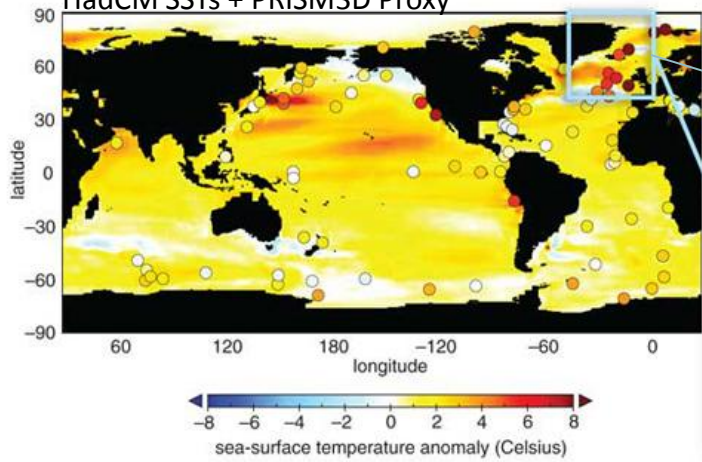 HadCM SSTs + PRISM3D Proxy
90
60
30
0
−30
−60
−90
latitude
60 120 180 −120 −60 0
longitude
−8 −6 −4 −2 0 2 4 6 8
sea-surface temperature anomaly (Celsius)